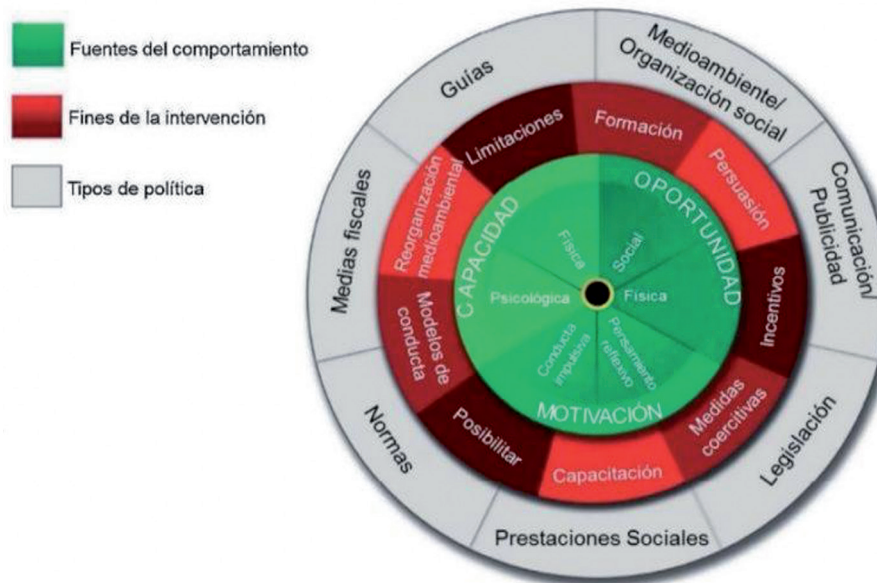 Fuentes del comportamiento
Fines de la intervención
Tipos de política
Guías
Medioambiente/
Organización social
Comunicación/
Publicidad
Legislación
Prestaciones Sociales
Normas
Medias fiscales
Limitaciones
Formación
Persuasión
Incentivos
Medidas
coercitivas
Capacitación
Posibilitar
Modelos de
conducta
Reorganización
medioambiental
CAPACIDAD
OPORTUNIDAD
MOTIVACIÓN
Física
Social
Psicológica
Física
Conducta
impulsiva
Pensamiento
reflexivo